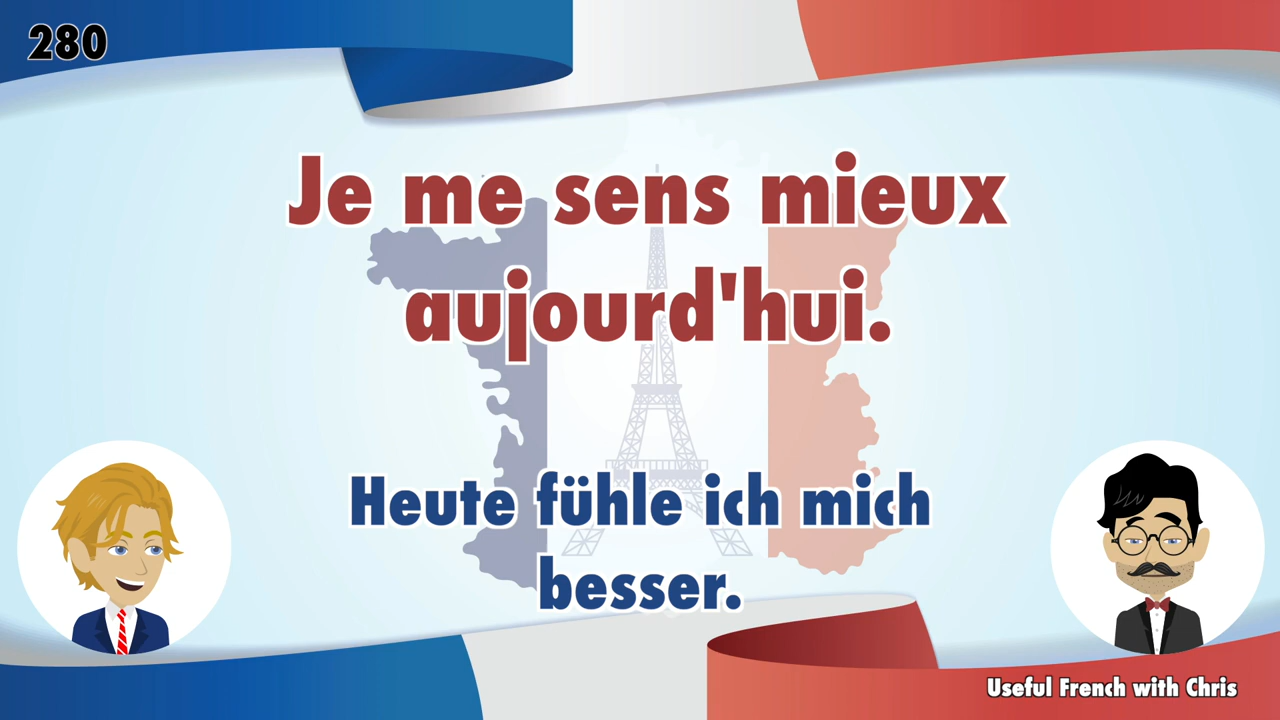 280
Je me sens mieux
aujourd'hui.
Heute fühle ich mich
besser.
Useful French with Chris